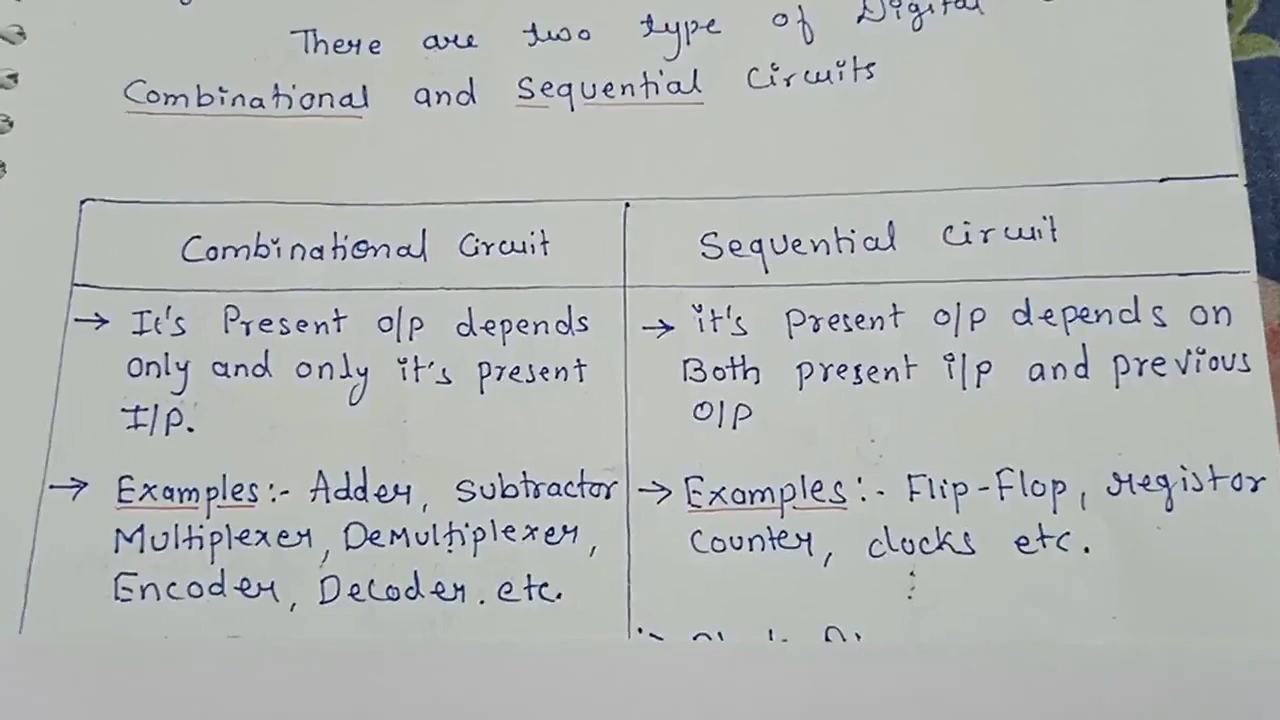 There are two type of Digital
Combinational and Sequential Circuits
Combinational Circuit
→ It's Present O/P depends
only and only it's present
I/P.
→ Examples:- Adder, Subtractor
Multiplexer, Demultiplexer,
Encoder, Decoder. etc.
Sequential Circuit
→ it's present O/P depends on
Both present i/p and previous
O/P
→ Examples:- Flip-Flop, registor
Counter, clocks etc.